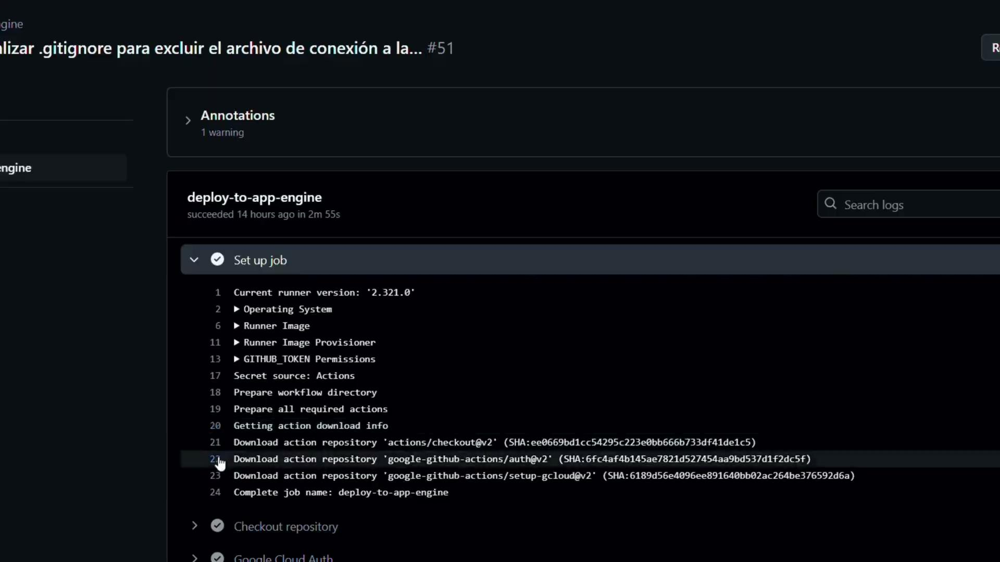 gine
lizar .gitignore para excluir el archivo de conexión a la... #51
Annotations
1 warning
engine
deploy-to-app-engine
succeeded 14 hours ago in 2m 55s
Search logs
Set up job
1 Current runner version: '2.321.0'
2 Operating System
6 Runner Image
11 Runner Image Provisioner
13 GITHUB_TOKEN Permissions
17 Secret source: Actions
18 Prepare workflow directory
19 Prepare all required actions
20 Getting action download info
21 Download action repository 'actions/checkout@v2' (SHA:ee0669bd1cc54295c223e0bb666b733df41de1c5)
22 Download action repository 'google-github-actions/auth@v2' (SHA:6fc4af4b145ae7821d527454aa9bd537d1f2dc5f)
23 Download action repository 'google-github-actions/setup-gcloud@v2' (SHA:6189d56e4096ee891640bb02ac264be376592d6a)
24 Complete job name: deploy-to-app-engine
Checkout repository
Google Cloud Auth